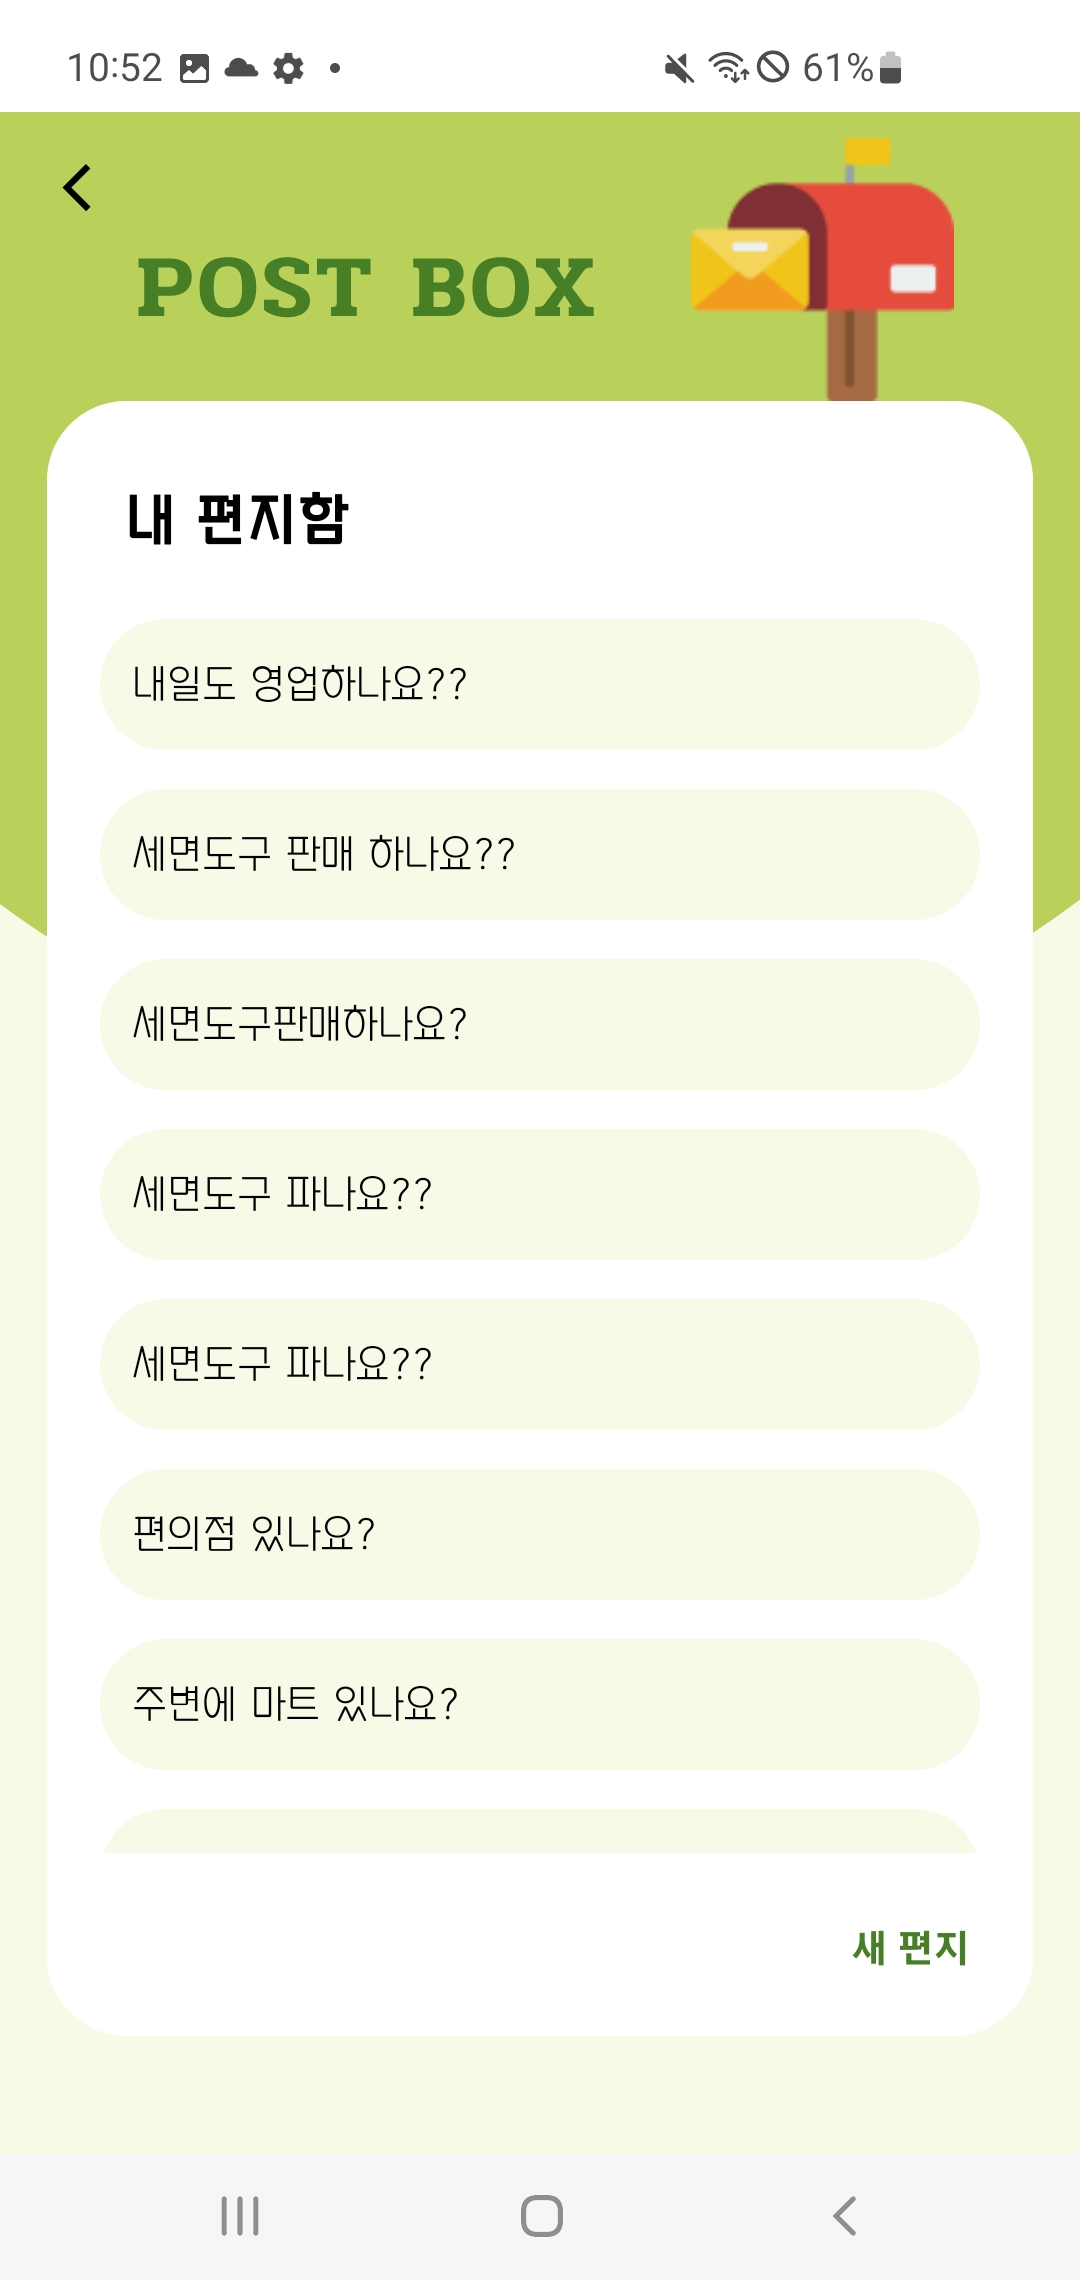 10:52
61%
POST BOX
내 편지함
내일도 영업하나요??
세면도구 판매 하나요??
세면도구판매하나요?
세면도구 파나요??
세면도구 파나요??
편의점 있나요?
주변에 마트 있나요?
새 편지